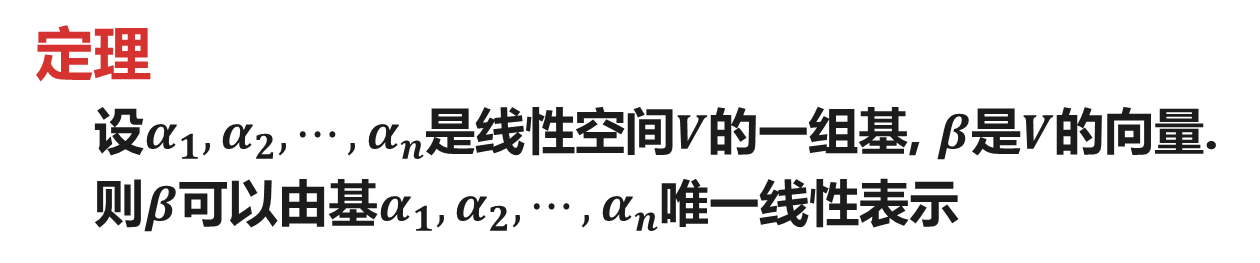 定理
设α₁, α₂, ⋯, αₙ是线性空间V的一组基, β是V的向量.
则β可以由基α₁, α₂, ⋯, αₙ唯一线性表示